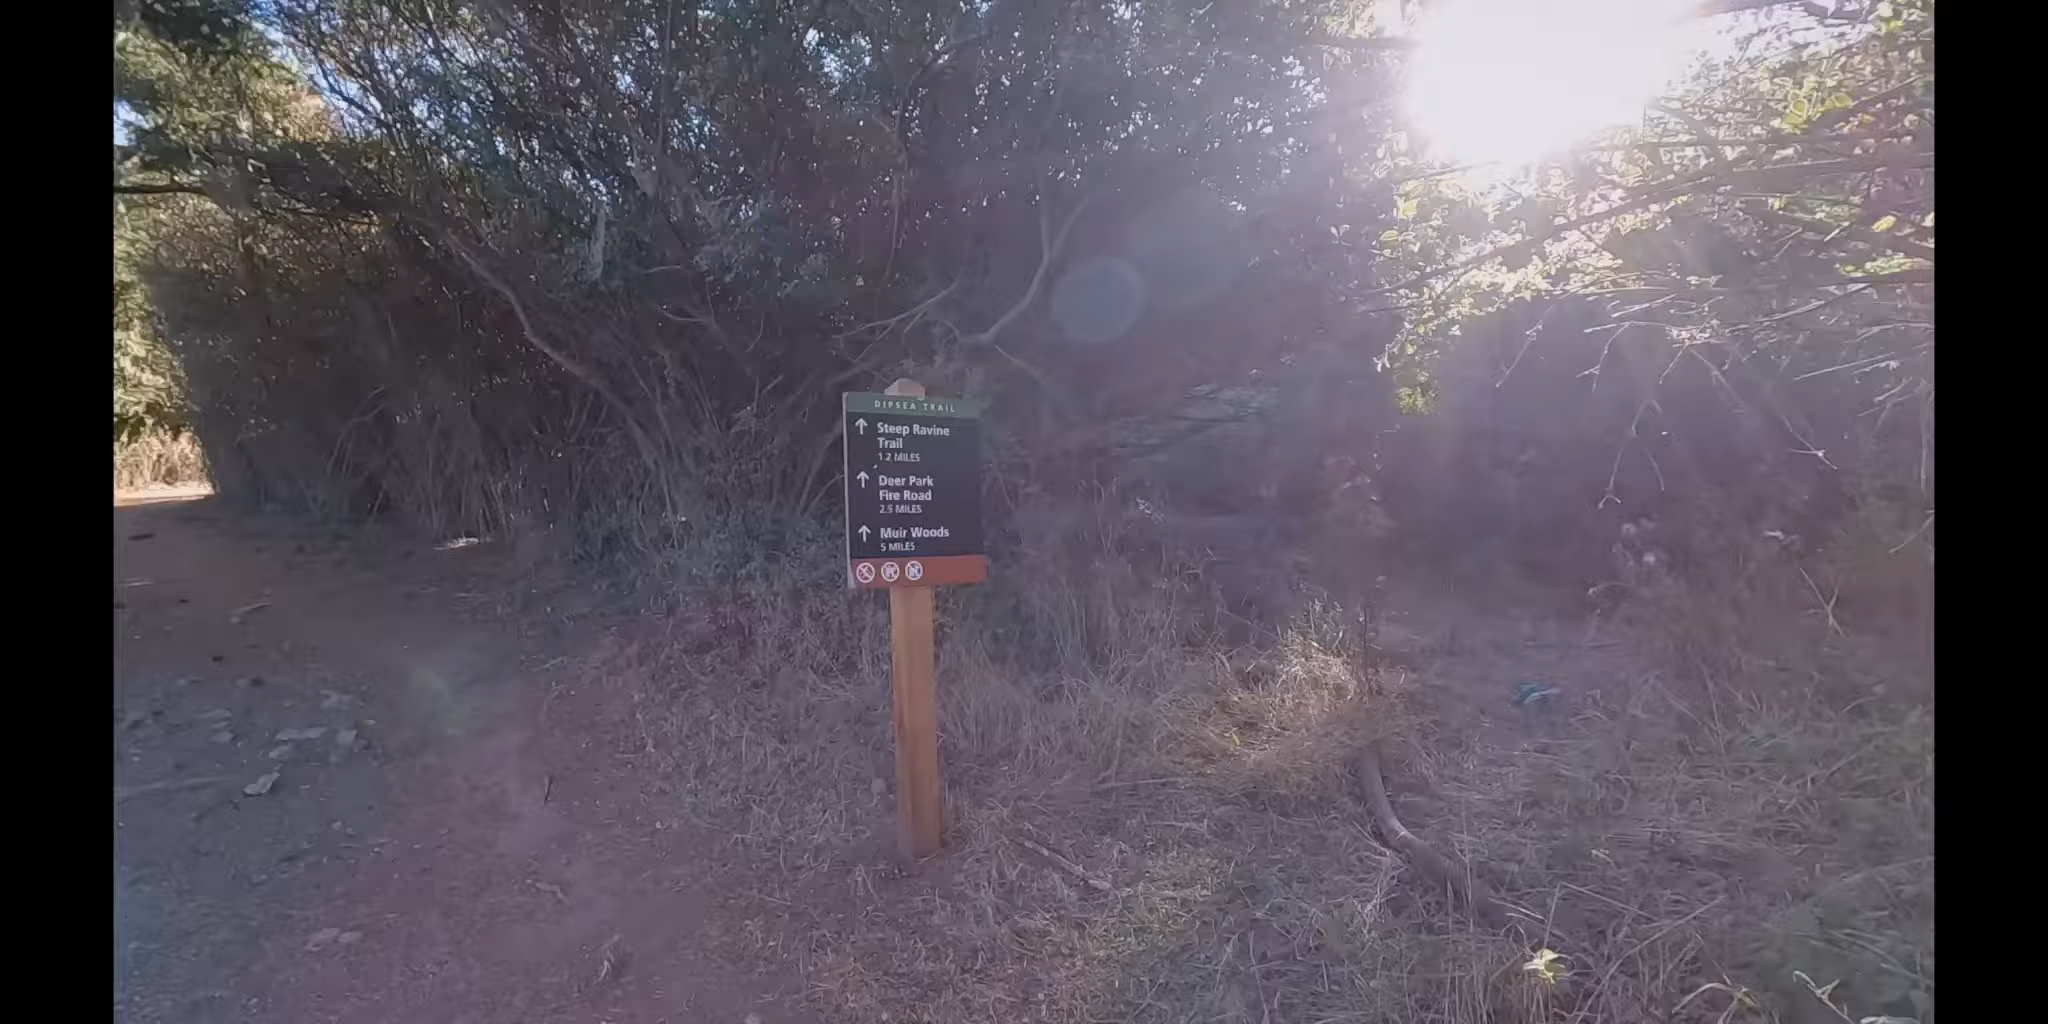 DIPSEA TRAIL
Steep Ravine
Trail
1.2 MILES
Deer Park
Fire Road
2.5 MILES
Muir Woods
5 MILES